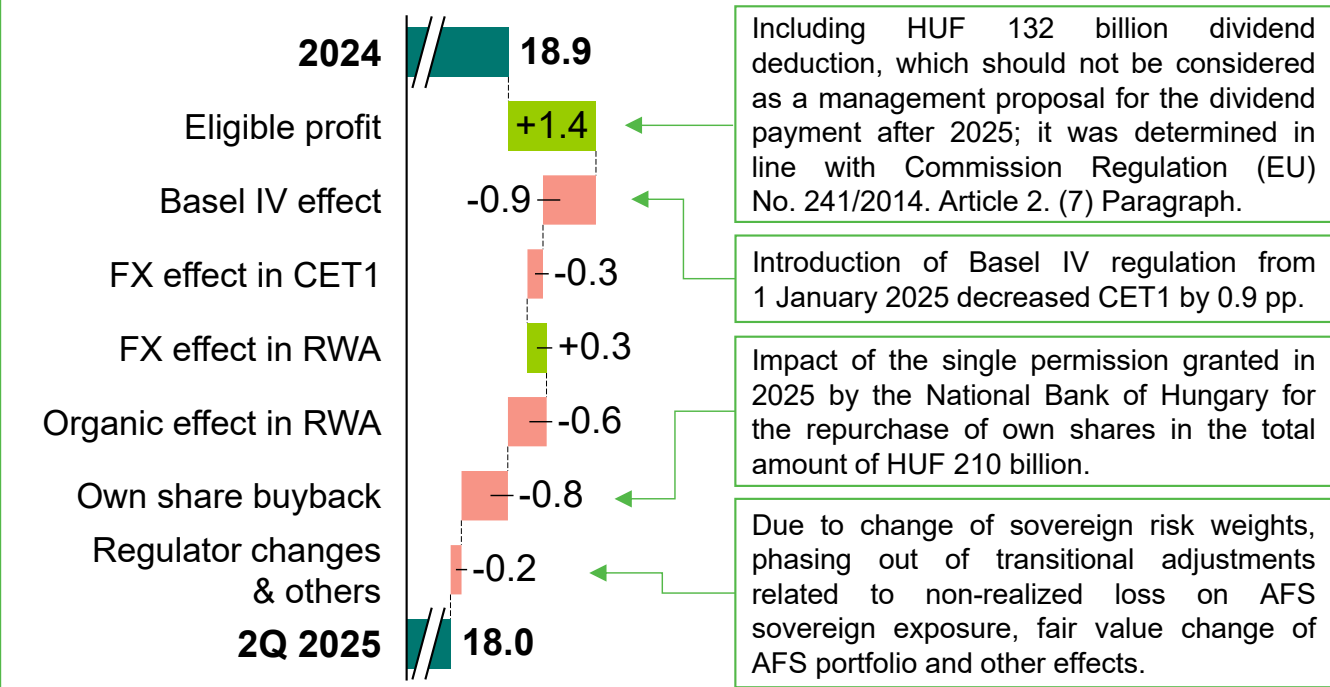 2024 18.9
Eligible profit +1.4
Including HUF 132 billion dividend
deduction, which should not be considered
as a management proposal for the dividend
payment after 2025; it was determined in
line with Commission Regulation (EU)
No. 241/2014. Article 2. (7) Paragraph.
Basel IV effect -0.9
Introduction of Basel IV regulation from
1 January 2025 decreased CET1 by 0.9 pp.
FX effect in CET1 -0.3
FX effect in RWA +0.3
Organic effect in RWA -0.6
Own share buyback -0.8
Impact of the single permission granted in
2025 by the National Bank of Hungary for
the repurchase of own shares in the total
amount of HUF 210 billion.
Regulator changes
& others -0.2
Due to change of sovereign risk weights,
phasing out of transitional adjustments
related to non-realized loss on AFS
sovereign exposure, fair value change of
AFS portfolio and other effects.
2Q 2025 18.0